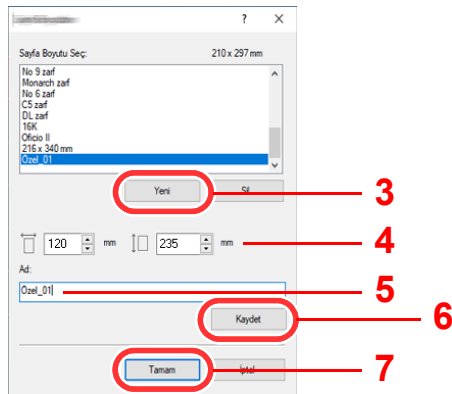 ?
Sayfa Boyutu Seç: 210 x 297 mm
No 9 zarf
Monarch zarf
No 6 zarf
C5 zarf
DL zarf
16K
Oficio II
216 x 340 mm
Özel_01
Yeni Sil 3
120 mm 235 mm 4
Ad:
Özel_01 5
Kaydet 6
Tamam İptal 7